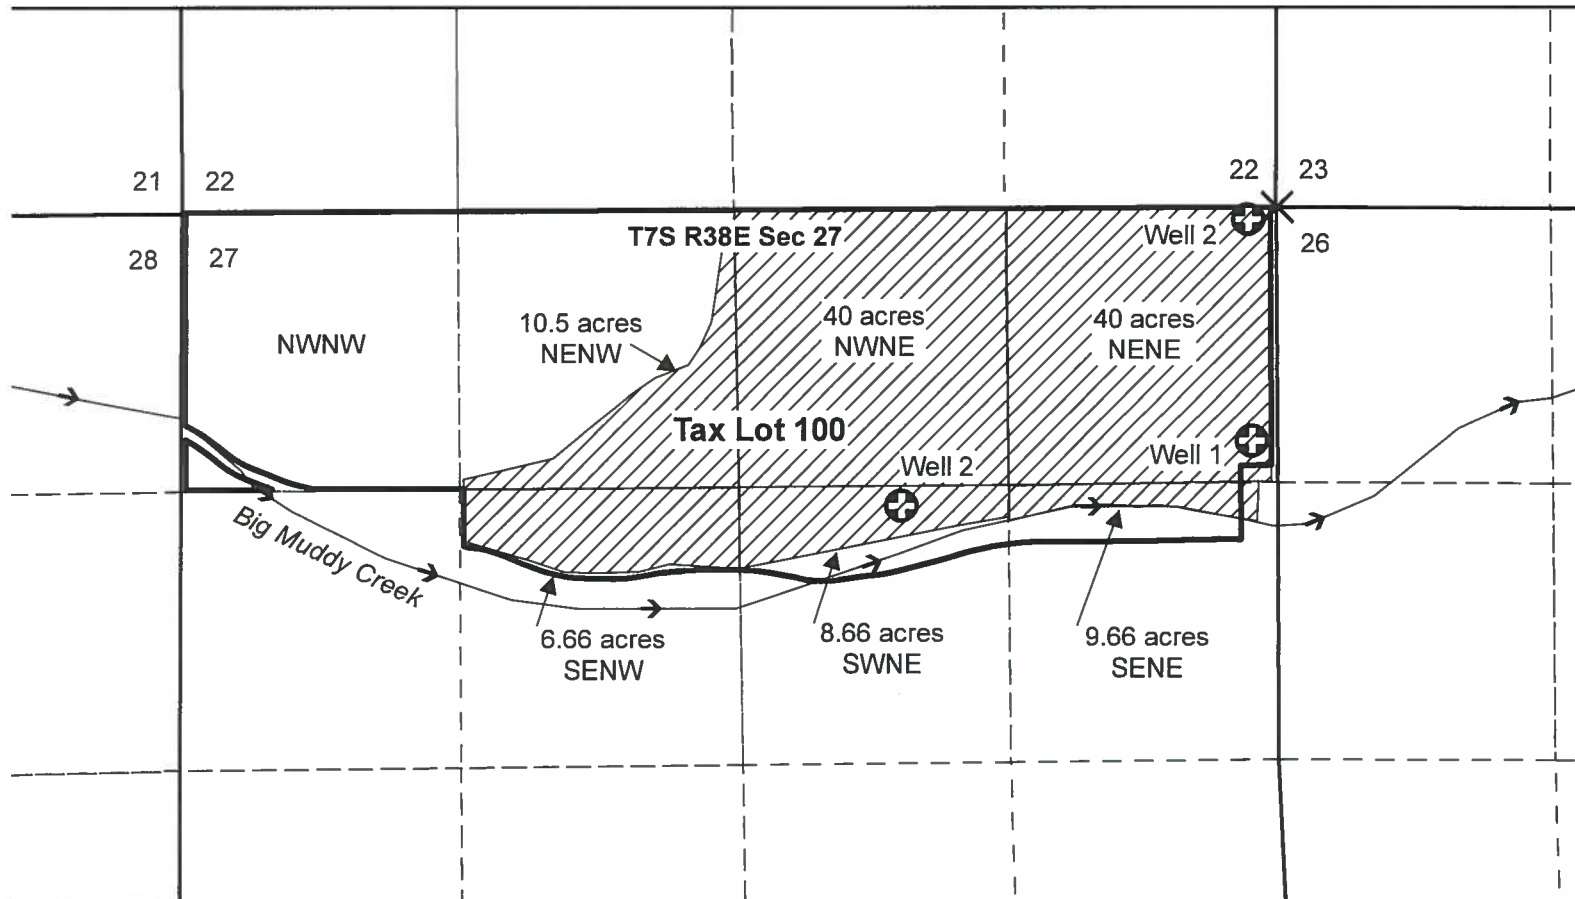 21
22
22
23
28
27
26
T7S R38E Sec 27
Well 2
NWNW
10.5 acres
NENW
40 acres
NWNE
40 acres
NENE
Tax Lot 100
Well 2
Well 1
Big Muddy Creek
6.66 acres
SENW
8.66 acres
SWNE
9.66 acres
SENE